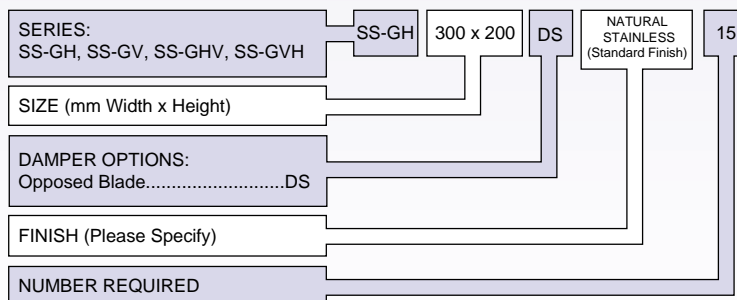 SERIES:
SS-GH, SS-GV, SS-GHV, SS-GVH
SS-GH
300 x 200
DS
NATURAL
STAINLESS
(Standard Finish)
15
SIZE (mm Width x Height)
DAMPER OPTIONS:
Opposed Blade...........................DS
FINISH (Please Specify)
NUMBER REQUIRED